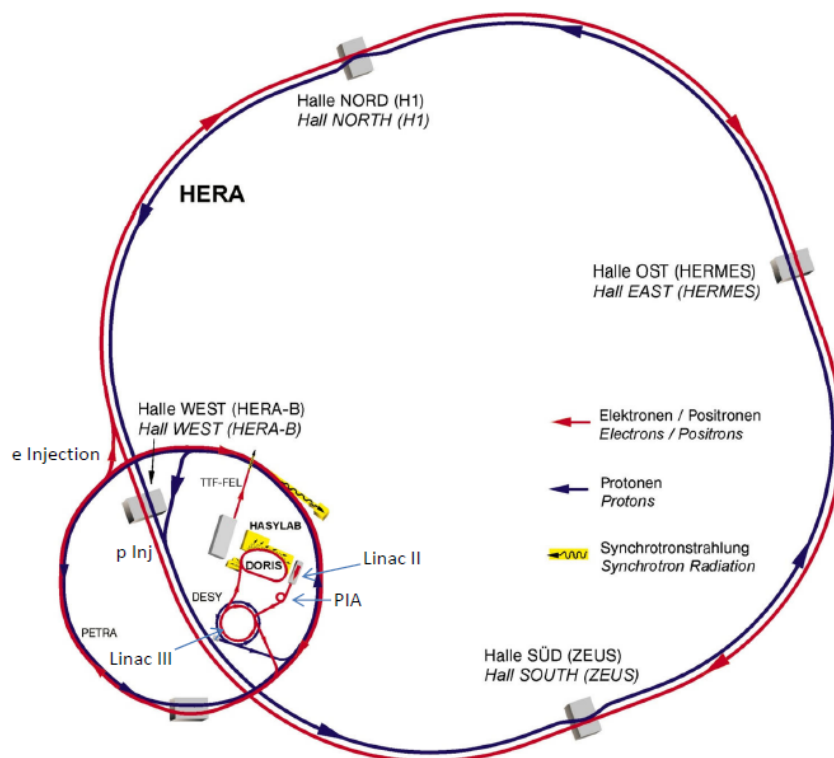 Halle NORD (H1)
Hall NORTH (H1)
HERA
Halle OST (HERMES)
Hall EAST (HERMES)
Halle WEST (HERA-B)
Hall WEST (HERA-B)
Elektronen / Positronen
Electrons / Positrons
e Injection
TTF-FEL
Protonen
Protons
HASYLAB
p Inj
Linac II
DORIS
Synchrotronstrahlung
Synchrotron Radiation
DESY
PIA
PETRA
Linac III
Halle SÜD (ZEUS)
Hall SOUTH (ZEUS)